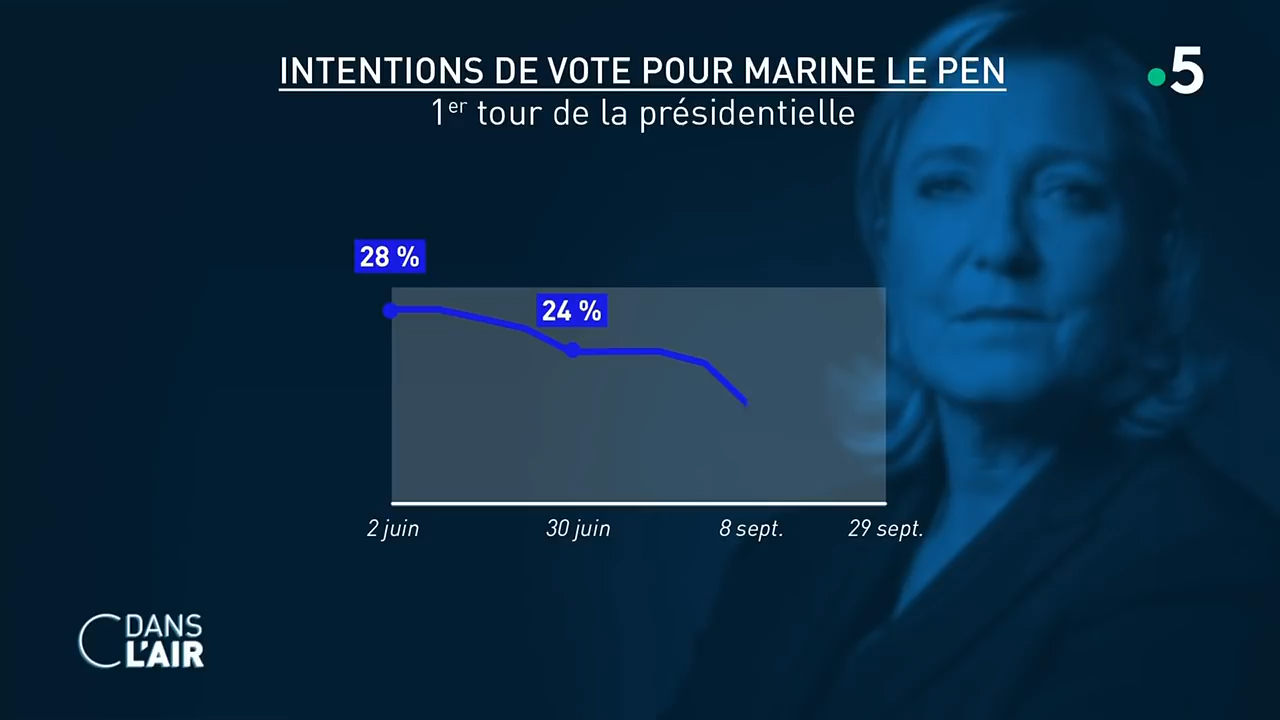 INTENTIONS DE VOTE POUR MARINE LE PEN
1er tour de la présidentielle
5
28 %
24 %
2 juin
30 juin
8 sept.
29 sept.
C DANS
L'AIR